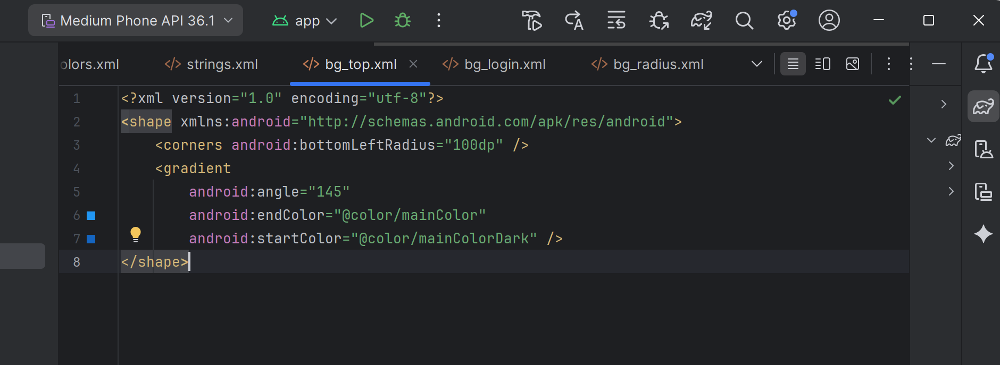 Medium Phone API 36.1 app
olors.xml strings.xml bg_top.xml bg_login.xml bg_radius.xml
1 <?xml version="1.0" encoding="utf-8"?>
2 <shape xmlns:android="http://schemas.android.com/apk/res/android">
3 <corners android:bottomLeftRadius="100dp" />
4 <gradient
5 android:angle="145"
6 android:endColor="@color/mainColor"
7 android:startColor="@color/mainColorDark" />
8 </shape>